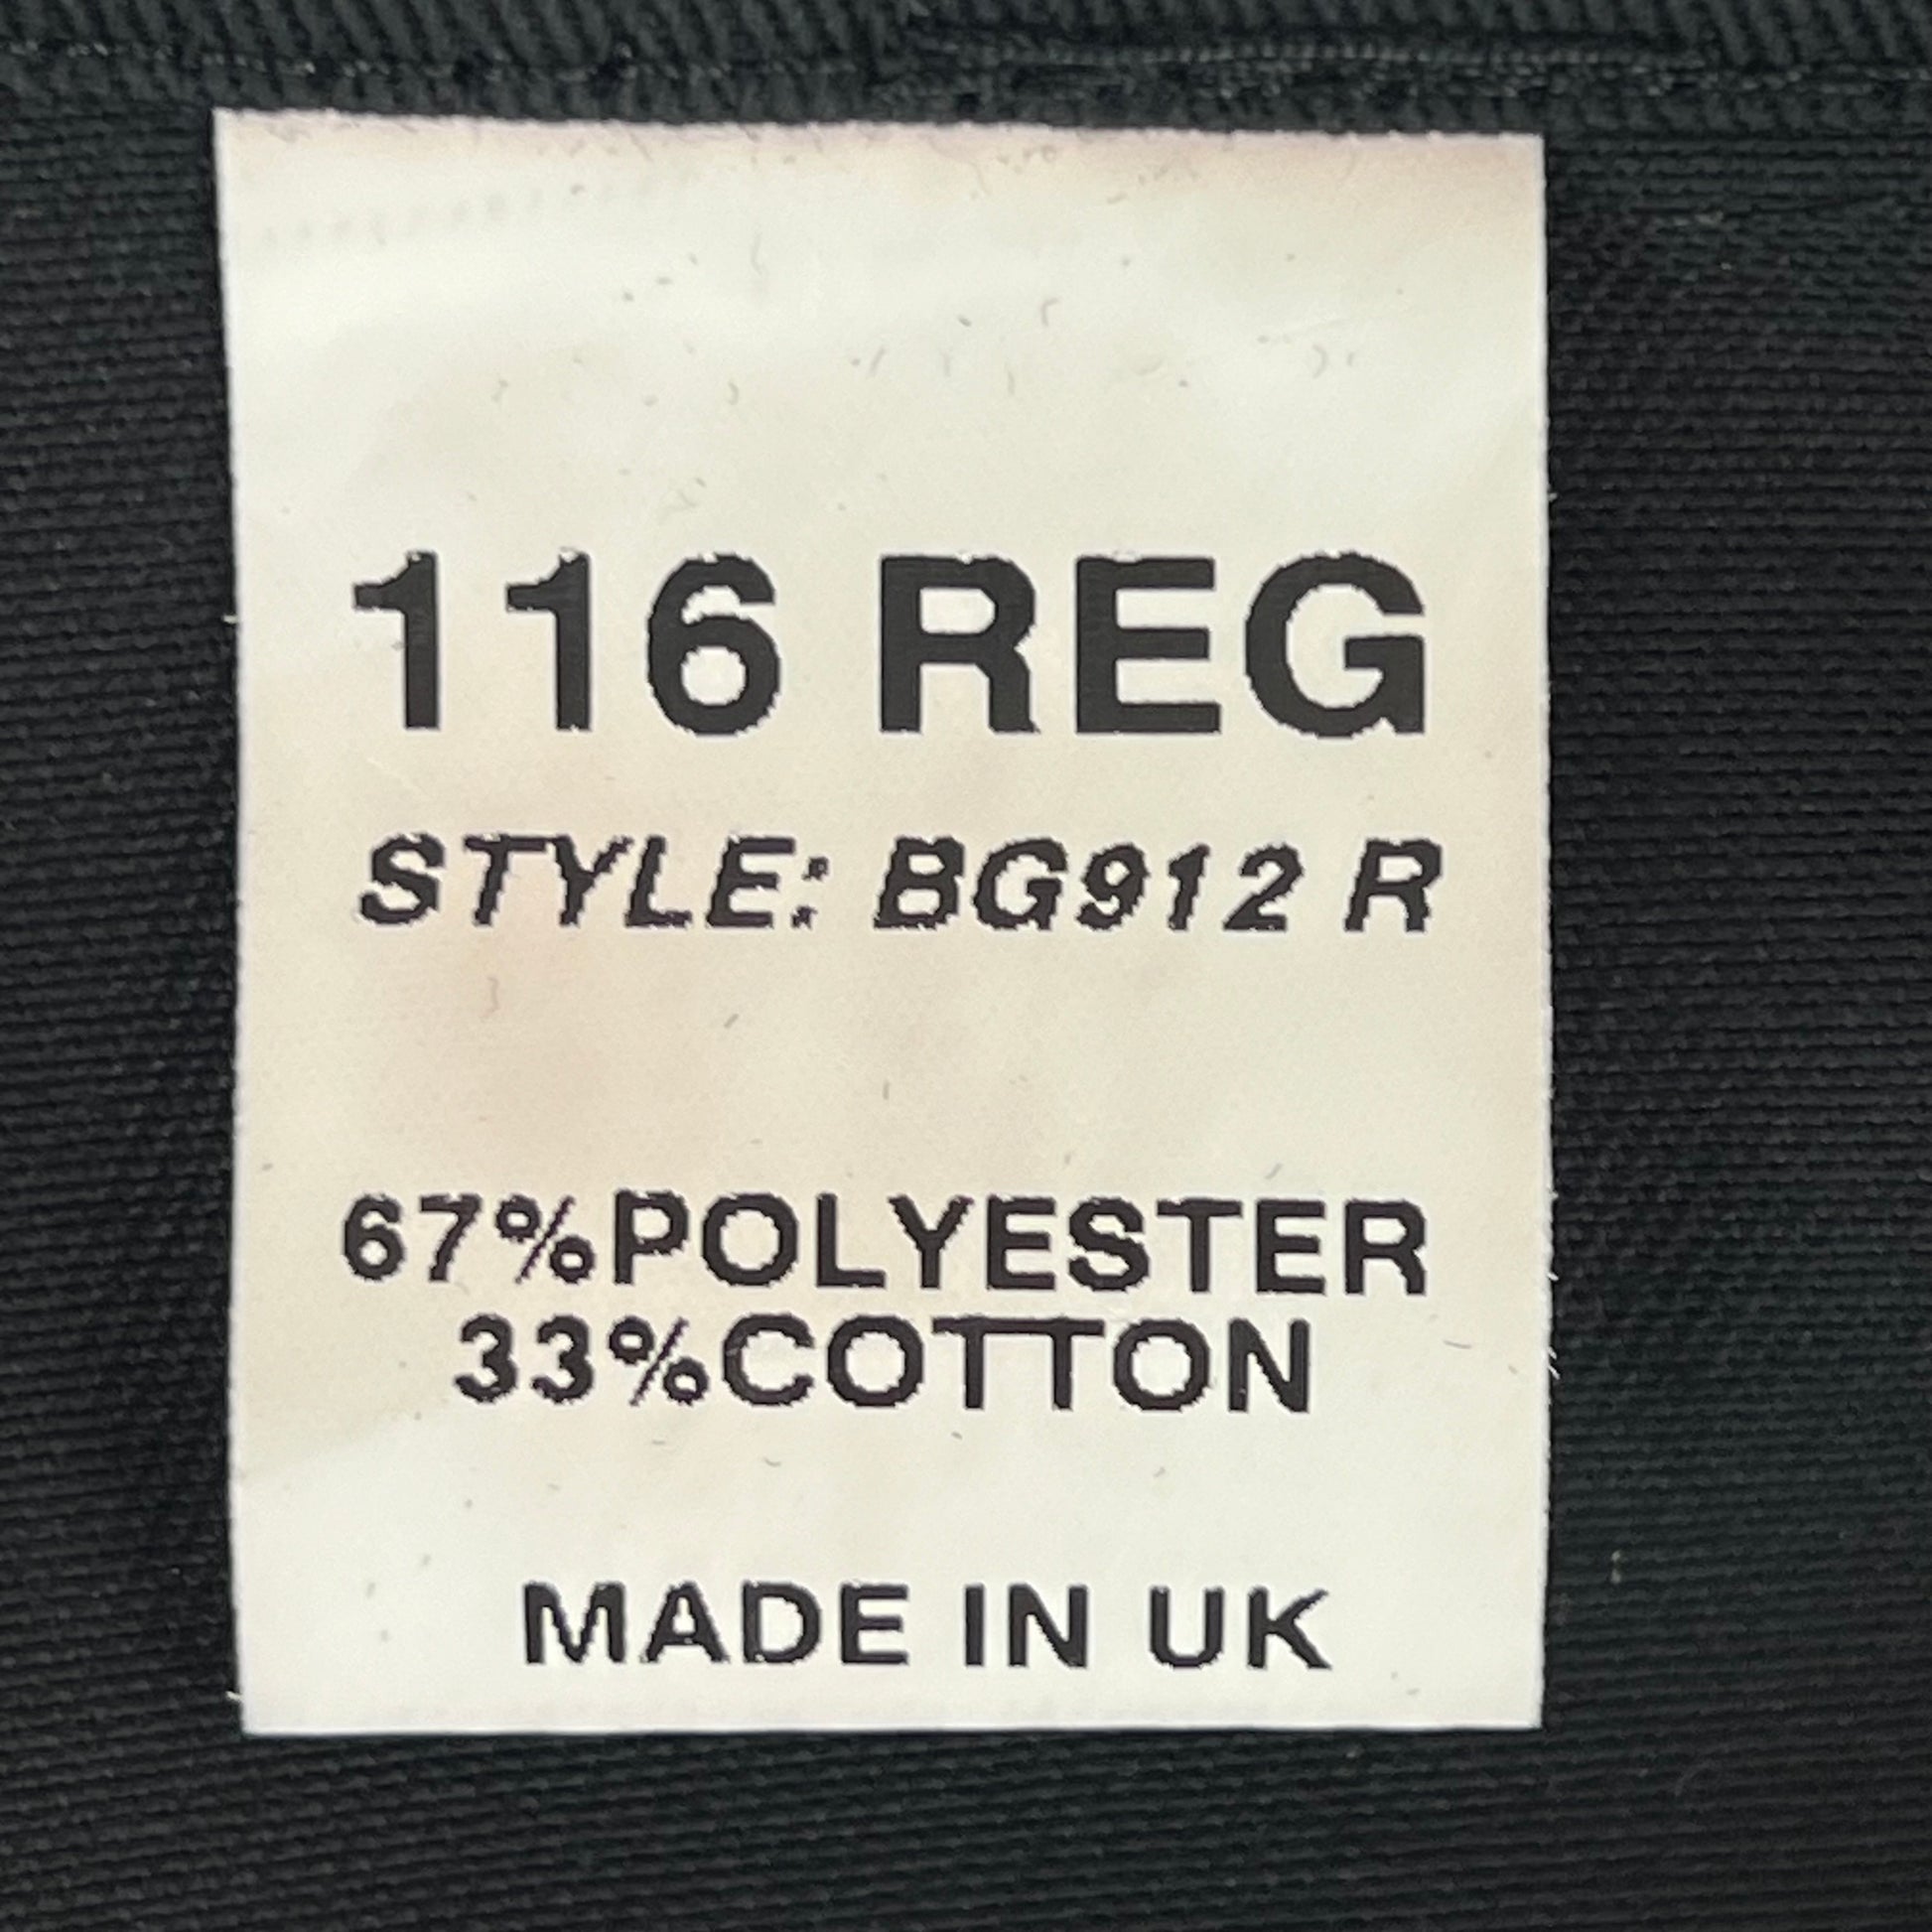 116 REG
STYLE: BG912 R
67%POLYESTER
33%COTTON
MADE IN UK